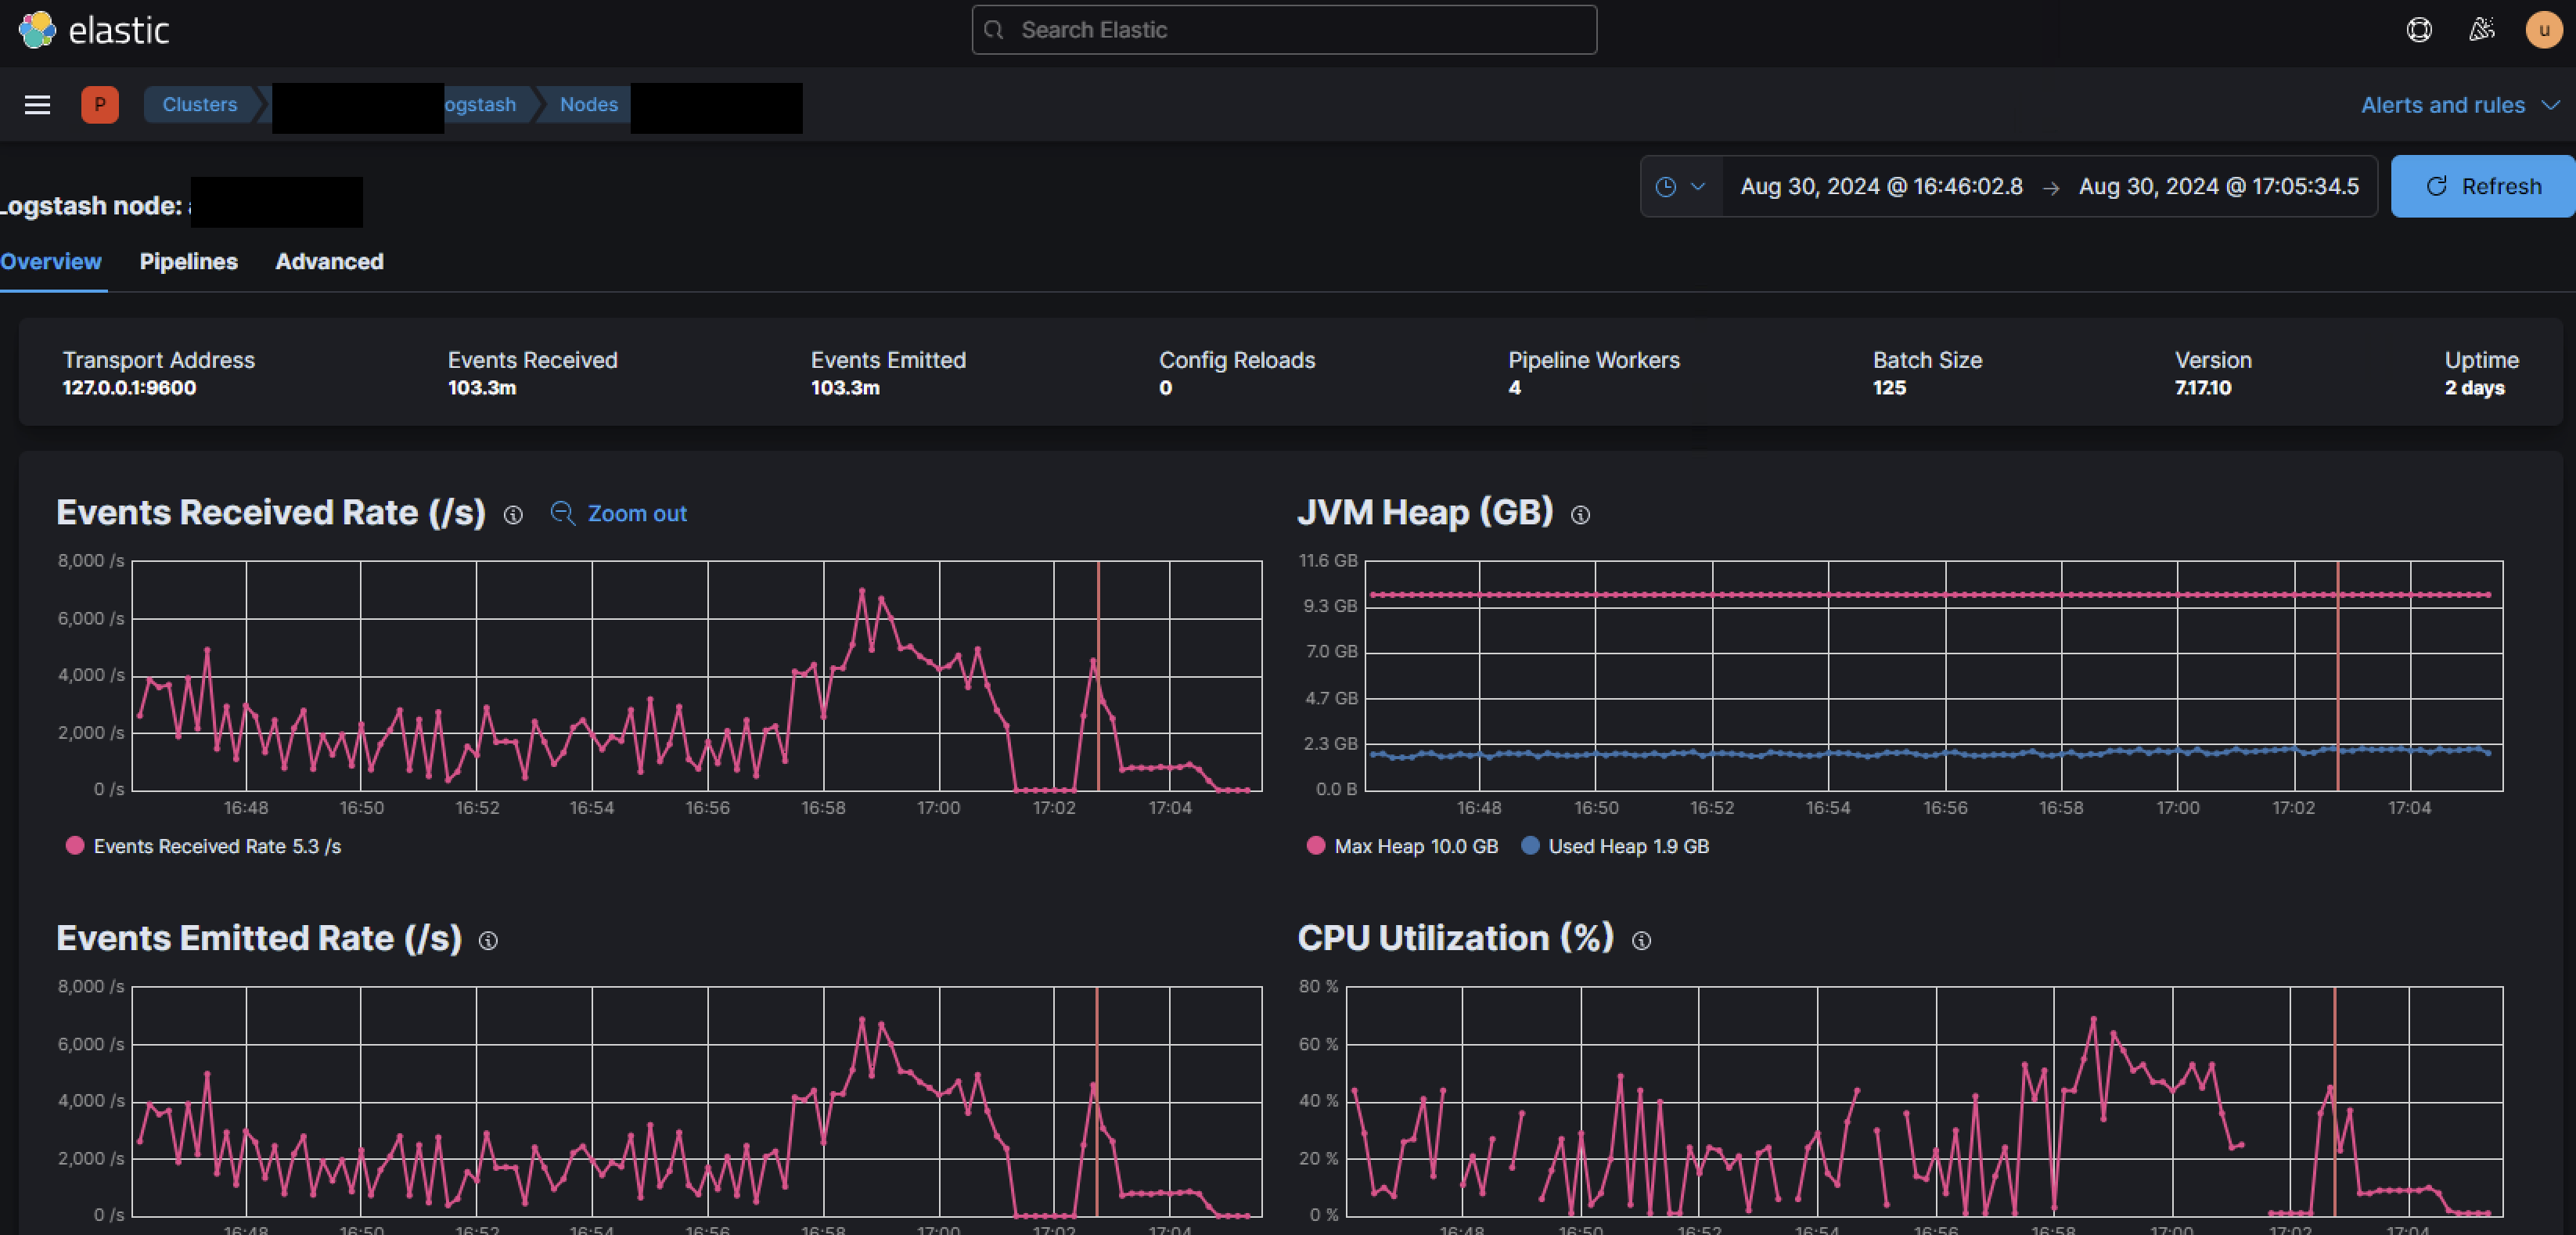 elastic
Search Elastic
u
P
Clusters
ogstash
Nodes
Alerts and rules
Logstash node:
Aug 30, 2024 @ 16:46:02.8 → Aug 30, 2024 @ 17:05:34.5
Refresh
Overview Pipelines Advanced
Transport Address Events Received Events Emitted Config Reloads Pipeline Workers Batch Size Version Uptime
127.0.0.1:9600 103.3m 103.3m 0 4 125 7.17.10 2 days
Events Received Rate (/s) Zoom out
8,000 /s
6,000 /s
4,000 /s
2,000 /s
0 /s
16:48 16:50 16:52 16:54 16:56 16:58 17:00 17:02 17:04
Events Received Rate 5.3 /s
JVM Heap (GB)
11.6 GB
9.3 GB
7.0 GB
4.7 GB
2.3 GB
0.0 B
16:48 16:50 16:52 16:54 16:56 16:58 17:00 17:02 17:04
Max Heap 10.0 GB Used Heap 1.9 GB
Events Emitted Rate (/s)
8,000 /s
6,000 /s
4,000 /s
2,000 /s
0 /s
16:48 16:50 16:52 16:54 16:56 16:58 17:00 17:02 17:04
CPU Utilization (%)
80 %
60 %
40 %
20 %
0 %
16:48 16:50 16:52 16:54 16:56 16:58 17:00 17:02 17:04